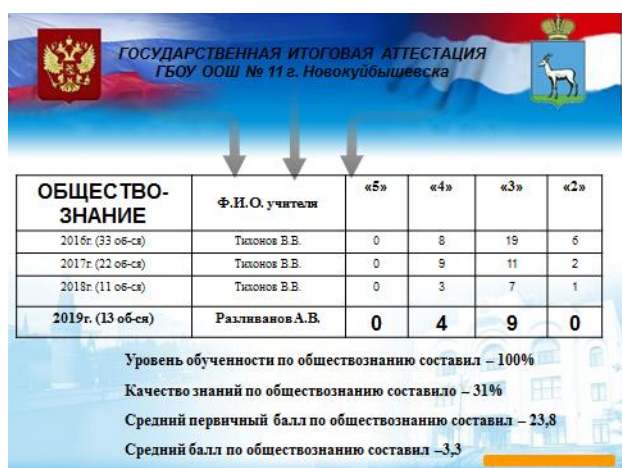 ГОСУДАРСТВЕННАЯ ИТОГОВАЯ АТТЕСТАЦИЯ
ГБОУ ООШ № 11 г. Новокуйбышевска
ОБЩЕСТВО-
ЗНАНИЕ
Ф.И.О. учителя «5» «4» «3» «2»
2016г. (33 об-ся) Тихонов В.В. 0 8 19 6
2017г. (22 об-ся) Тихонов В.В. 0 9 11 2
2018г. (11 об-ся) Тихонов В.В. 0 3 7 1
2019г. (13 об-ся) Разливанов А.В. 0 4 9 0
Уровень обученности по обществознанию составил – 100%
Качество знаний по обществознанию составило – 31%
Средний первичный балл по обществознанию составил – 23,8
Средний балл по обществознанию составил –3,3